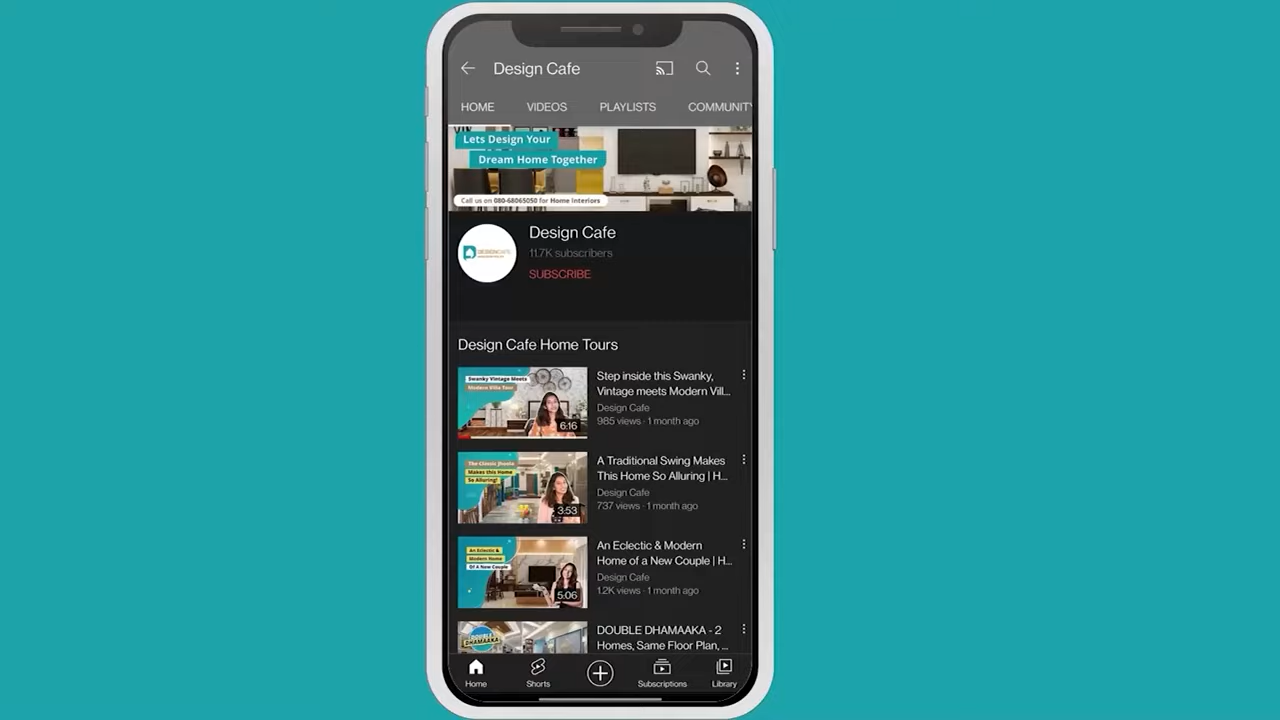 Design Cafe
HOME VIDEOS PLAYLISTS COMMUNITY
Lets Design Your
Dream Home Together
Call us on 080-68065050 for Home Interiors
DESIGNCAFE
Design Cafe
11.7K subscribers
SUBSCRIBE
Design Cafe Home Tours
Swanky Vintage Meets
Modern Villa Tour
6:16
Step inside this Swanky,
Vintage meets Modern Vill...
Design Cafe
985 views · 1 month ago
The Classic Jhoola
Makes this Home
So Alluring!
3:53
A Traditional Swing Makes
This Home So Alluring | H...
Design Cafe
737 views · 1 month ago
An Eclectic &
Modern Home
Of A New Couple
5:06
An Eclectic & Modern
Home of a New Couple | H...
Design Cafe
1.2K views · 1 month ago
DOUBLE
DHAMAAKA
DOUBLE DHAMAAKA - 2
Homes, Same Floor Plan, ...
Home Shorts Subscriptions Library